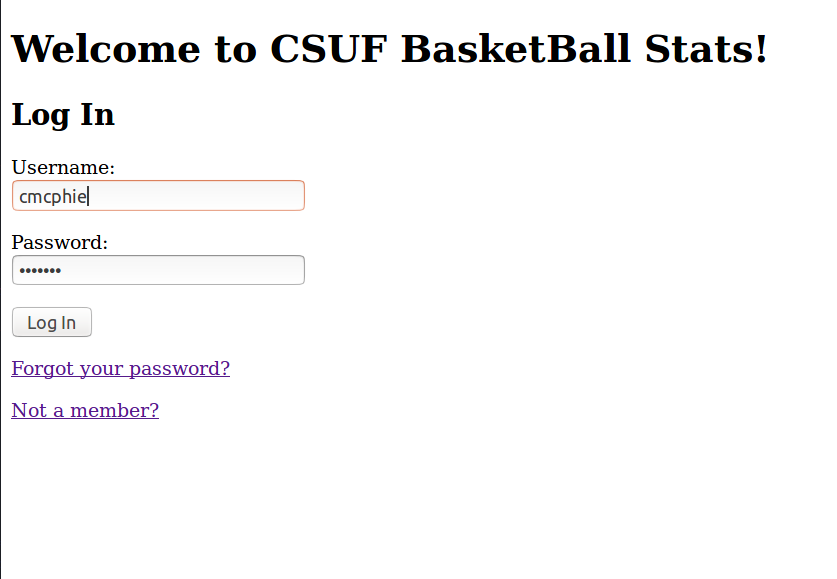 Welcome to CSUF BasketBall Stats!
Log In
Username:
cmcphie
Password:
•••••••
Log In
Forgot your password?
Not a member?